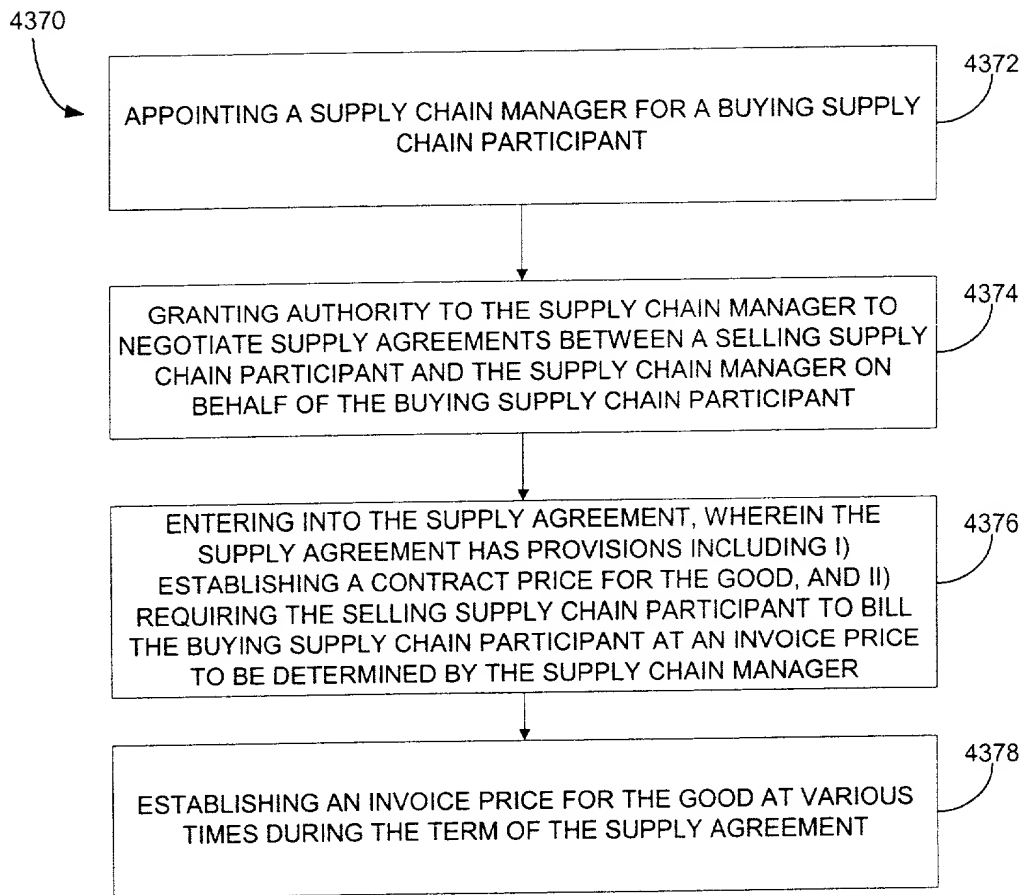 4370
4372
APPOINTING A SUPPLY CHAIN MANAGER FOR A BUYING SUPPLY
CHAIN PARTICIPANT
4374
GRANTING AUTHORITY TO THE SUPPLY CHAIN MANAGER TO
NEGOTIATE SUPPLY AGREEMENTS BETWEEN A SELLING SUPPLY
CHAIN PARTICIPANT AND THE SUPPLY CHAIN MANAGER ON
BEHALF OF THE BUYING SUPPLY CHAIN PARTICIPANT
4376
ENTERING INTO THE SUPPLY AGREEMENT, WHEREIN THE
SUPPLY AGREEMENT HAS PROVISIONS INCLUDING I)
ESTABLISHING A CONTRACT PRICE FOR THE GOOD, AND II)
REQUIRING THE SELLING SUPPLY CHAIN PARTICIPANT TO BILL
THE BUYING SUPPLY CHAIN PARTICIPANT AT AN INVOICE PRICE
TO BE DETERMINED BY THE SUPPLY CHAIN MANAGER
4378
ESTABLISHING AN INVOICE PRICE FOR THE GOOD AT VARIOUS
TIMES DURING THE TERM OF THE SUPPLY AGREEMENT